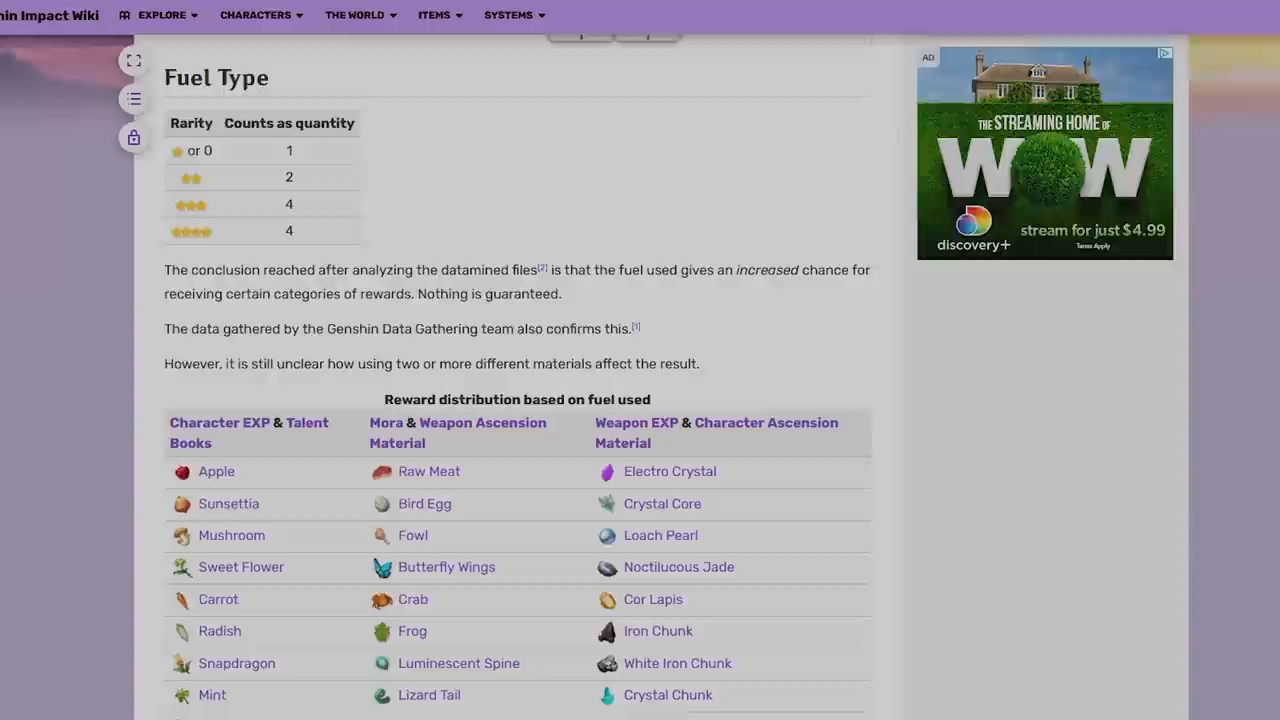 hin Impact Wiki EXPLORE CHARACTERS THE WORLD ITEMS SYSTEMS
Fuel Type
Rarity Counts as quantity
or 0 1
2
4
4
The conclusion reached after analyzing the datamined files[2] is that the fuel used gives an increased chance for
receiving certain categories of rewards. Nothing is guaranteed.
The data gathered by the Genshin Data Gathering team also confirms this.[1]
However, it is still unclear how using two or more different materials affect the result.
Reward distribution based on fuel used
Character EXP & Talent Books
Mora & Weapon Ascension Material
Weapon EXP & Character Ascension Material
Apple Raw Meat Electro Crystal
Sunsettia Bird Egg Crystal Core
Mushroom Fowl Loach Pearl
Sweet Flower Butterfly Wings Noctilucous Jade
Carrot Crab Cor Lapis
Radish Frog Iron Chunk
Snapdragon Luminescent Spine White Iron Chunk
Mint Lizard Tail Crystal Chunk
AD
THE STREAMING HOME OF
WOW
discovery+
stream for just $4.99
Terms Apply